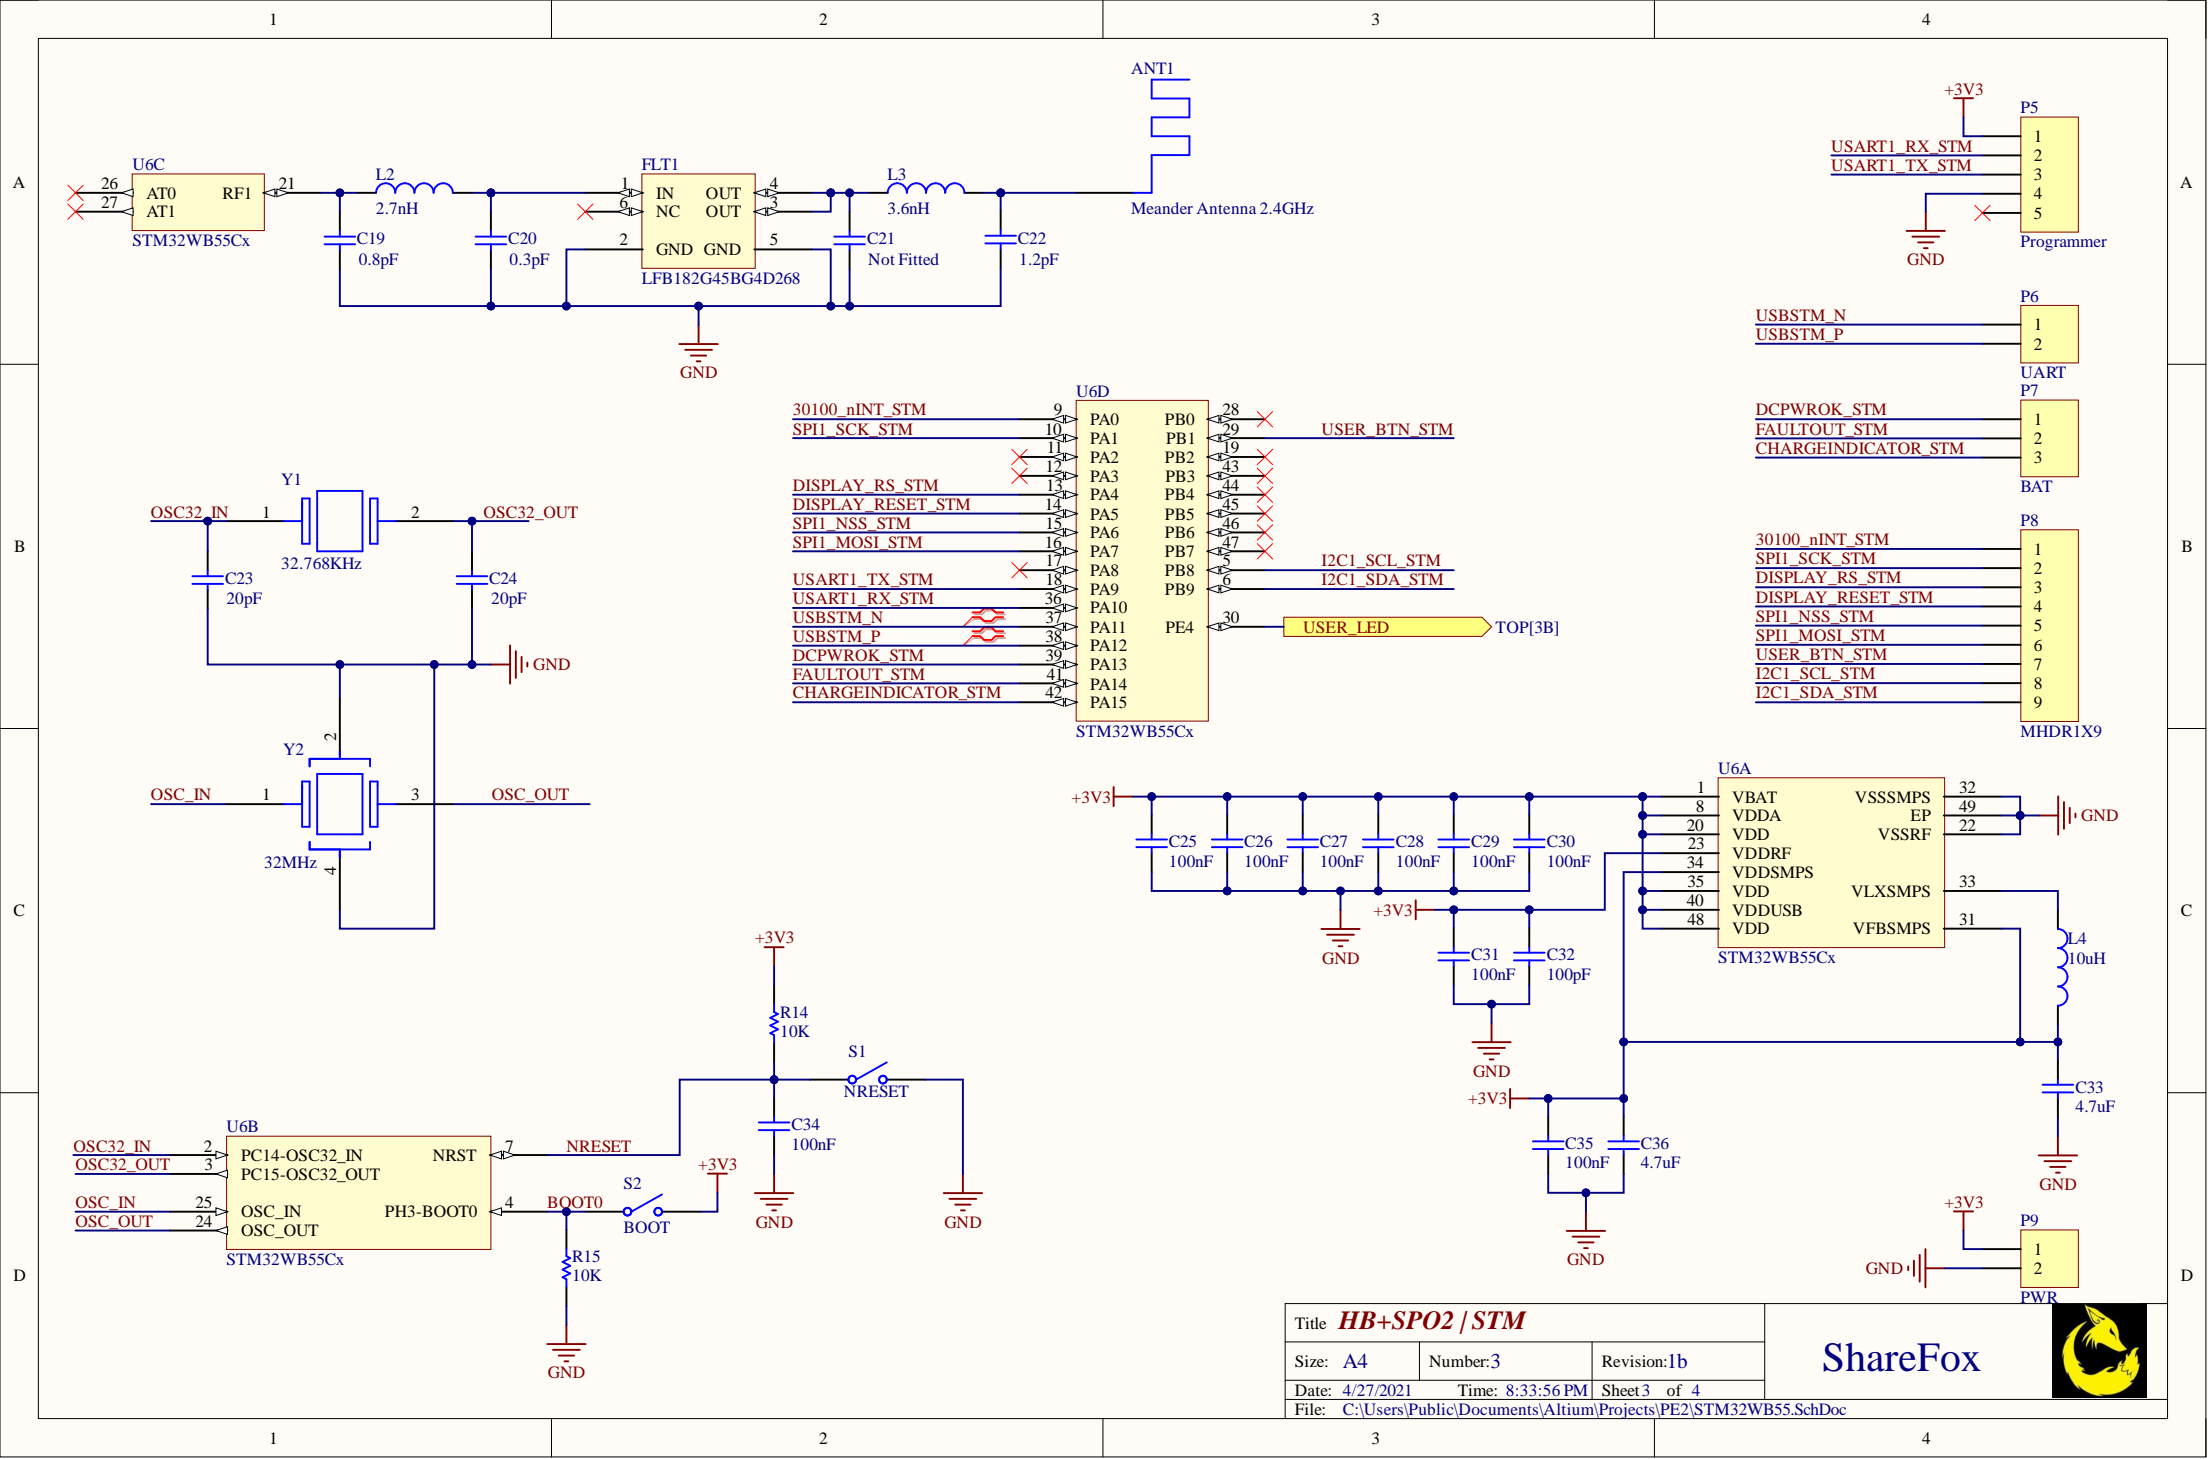 1
2
3
4
A
A
B
B
C
C
D
D
1
2
3
4
U6C
26
27
AT0
AT1
RF1
21
STM32WB55Cx
L2
2.7nH
C19
0.8pF
C20
0.3pF
FLT1
1
6
2
IN
NC
GND
OUT
OUT
GND
4
3
5
LFB182G45BG4D268
C21
Not Fitted
L3
3.6nH
C22
1.2pF
ANT1
Meander Antenna 2.4GHz
GND
+3V3
P5
USART1_RX_STM
USART1_TX_STM
1
2
3
4
5
GND
Programmer
P6
USBSTM_N
USBSTM_P
1
2
UART
P7
DCPWROK_STM
FAULTOUT_STM
CHARGEINDICATOR_STM
1
2
3
BAT
P8
30100_nINT_STM
SPI1_SCK_STM
DISPLAY_RS_STM
DISPLAY_RESET_STM
SPI1_NSS_STM
SPI1_MOSI_STM
USER_BTN_STM
I2C1_SCL_STM
I2C1_SDA_STM
1
2
3
4
5
6
7
8
9
MHDR1X9
U6D
30100_nINT_STM 9 PA0
SPI1_SCK_STM 10 PA1
11 PA2
12 PA3
DISPLAY_RS_STM 13 PA4
DISPLAY_RESET_STM 14 PA5
SPI1_NSS_STM 15 PA6
SPI1_MOSI_STM 16 PA7
17 PA8
USART1_TX_STM 18 PA9
USART1_RX_STM 36 PA10
USBSTM_N 37 PA11
USBSTM_P 38 PA12
DCPWROK_STM 39 PA13
FAULTOUT_STM 41 PA14
CHARGEINDICATOR_STM 42 PA15
PB0 28
PB1 29 USER_BTN_STM
PB2 19
PB3 43
PB4 44
PB5 45
PB6 46
PB7 47
PB8 5 I2C1_SCL_STM
PB9 6 I2C1_SDA_STM
PE4 30 USER_LED TOP[3B]
STM32WB55Cx
Y1
OSC32_IN 1 2 OSC32_OUT
32.768KHz
C23
20pF
C24
20pF
GND
2
Y2
OSC_IN 1 3 OSC_OUT
32MHz
4
+3V3
C25
100nF
C26
100nF
C27
100nF
C28
100nF
C29
100nF
C30
100nF
GND
+3V3
C31
100nF
C32
100pF
GND
U6A
1 VBAT
8 VDDA
20 VDD
23 VDDRF
34 VDDSMPS
35 VDD
40 VDDUSB
48 VDD
VSSSMPS 32
EP 49
VSSRF 22
VLXSMPS 33
VFBSMPS 31
GND
STM32WB55Cx
L4
10uH
C33
4.7uF
GND
+3V3
C35
100nF
C36
4.7uF
GND
+3V3
R14
10K
S1
NRESET
C34
100nF
GND
GND
U6B
OSC32_IN 2 PC14-OSC32_IN
OSC32_OUT 3 PC15-OSC32_OUT
OSC_IN 25 OSC_IN
OSC_OUT 24 OSC_OUT
NRST 7 NRESET
PH3-BOOT0 4 BOOT0
STM32WB55Cx
S2
BOOT
+3V3
R15
10K
GND
+3V3
P9
1
2
GND
PWR
Title HB+SPO2 / STM
Size: A4 Number:3 Revision:1b
Date: 4/27/2021 Time: 8:33:56 PM Sheet 3 of 4
File: C:\Users\Public\Documents\Altium\Projects\PE2\STM32WB55.SchDoc
ShareFox